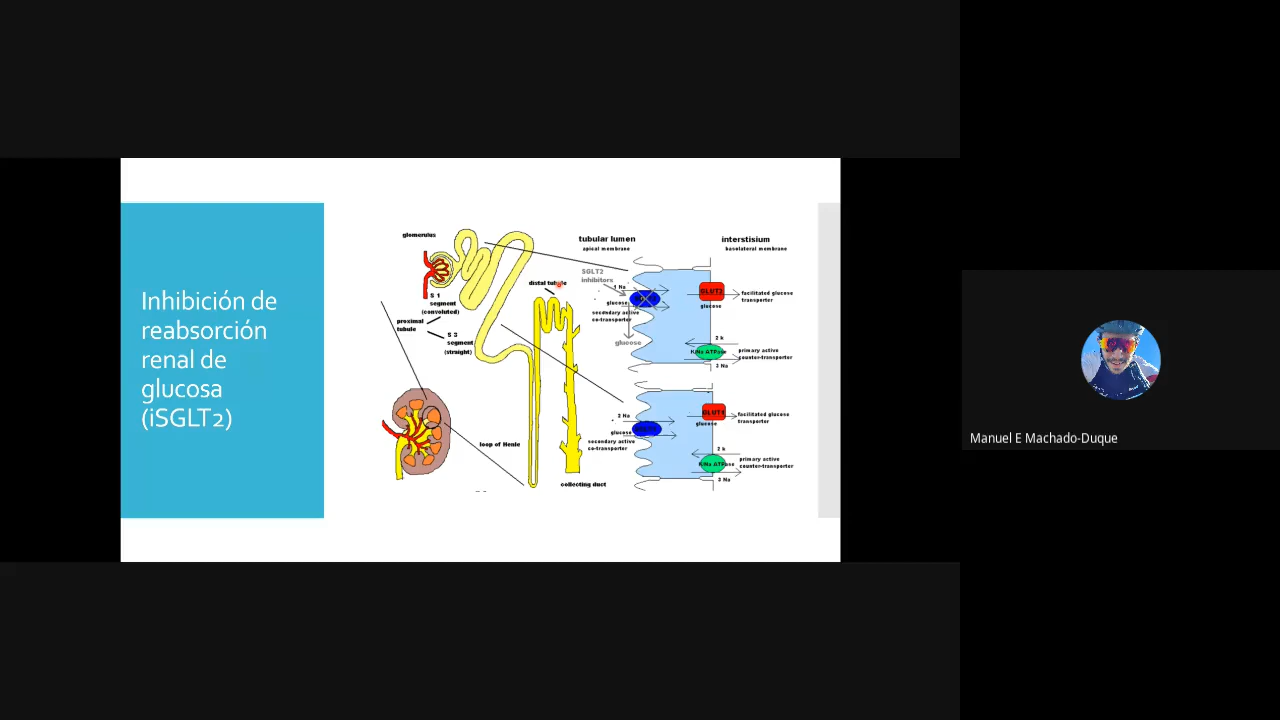 Inhibición de
reabsorción
renal de
glucosa
(iSGLT2)
glomerulus
S 1
segment
(convoluted)
proximal
tubule
S 3
segment
(straight)
distal tubule
loop of Henle
collecting duct
tubular lumen
apical membrane
interstisium
basolateral membrane
SGLT2
inhibitors
1 Na
glucose
secondary active
co-transporter
glucose
GLUT2
glucose
facilitated glucose
transporter
2 k
K/Na ATPase
primary active
counter-transporter
3 Na
2 Na
glucose
secondary active
co-transporter
GLUT1
glucose
facilitated glucose
transporter
2 k
K/Na ATPase
primary active
counter-transporter
3 Na
Manuel E Machado-Duque